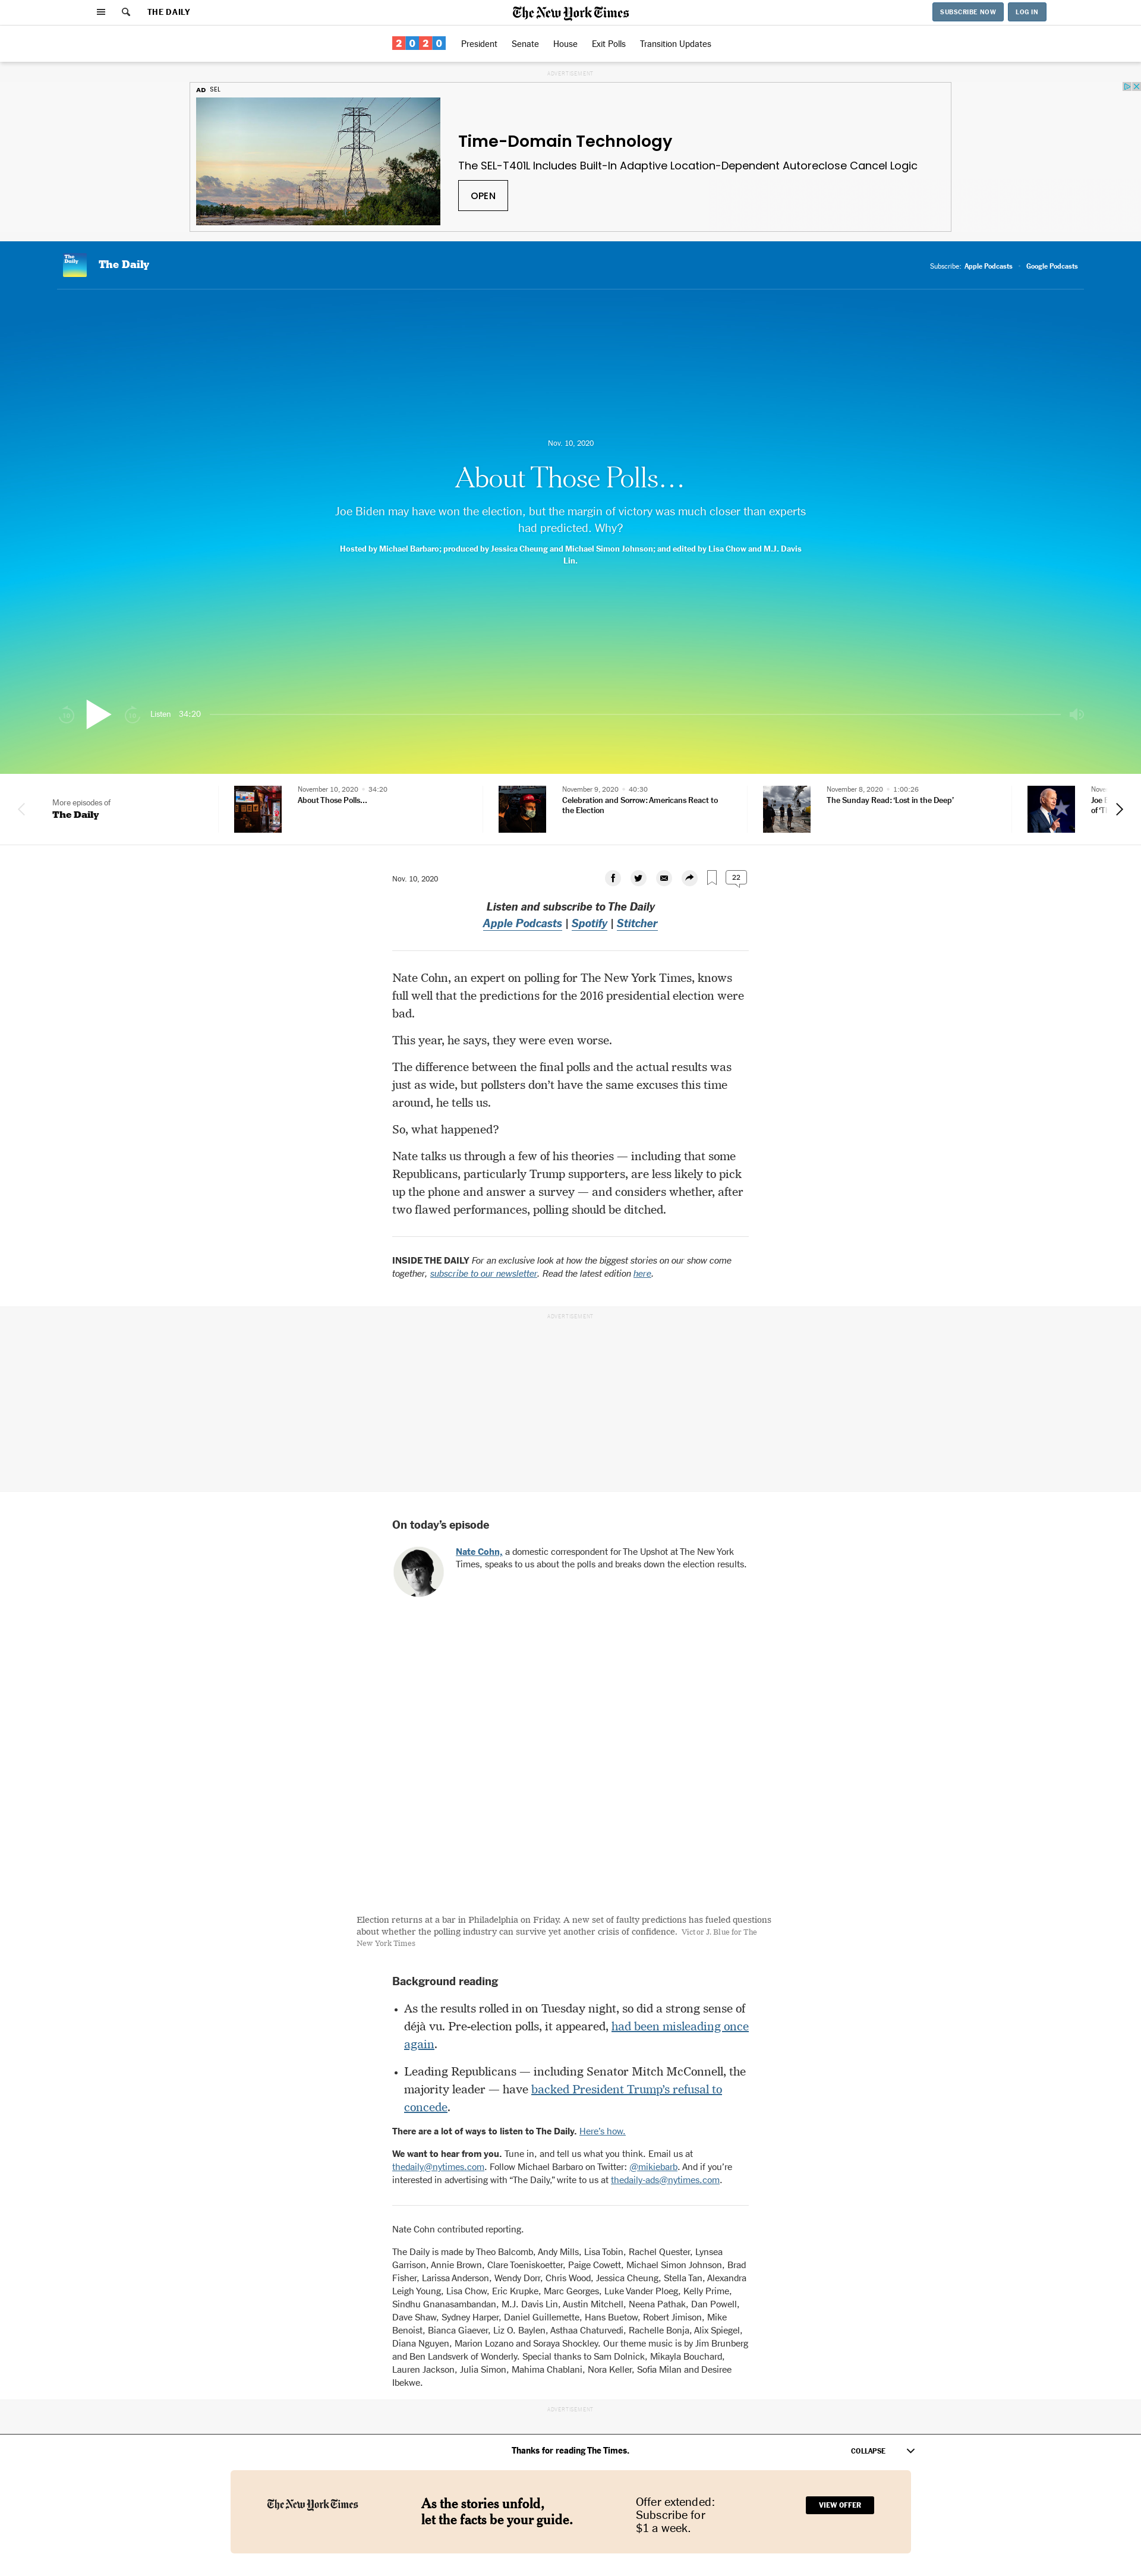 THE DAILY
The New York Times
SUBSCRIBE NOW
LOG IN
2020
President
Senate
House
Exit Polls
Transition Updates
ADVERTISEMENT
AD SEL
Time-Domain Technology
The SEL-T401L Includes Built-In Adaptive Location-Dependent Autoreclose Cancel Logic
OPEN
The Daily
The Daily
Subscribe: Apple Podcasts
Google Podcasts
Nov. 10, 2020
About Those Polls…
Joe Biden may have won the election, but the margin of victory was much closer than experts
had predicted. Why?
Hosted by Michael Barbaro; produced by Jessica Cheung and Michael Simon Johnson; and edited by Lisa Chow and M.J. Davis
Lin.
Listen 34:20
More episodes of
The Daily
November 10, 2020 • 34:20
About Those Polls…
November 9, 2020 • 40:30
Celebration and Sorrow: Americans React to
the Election
November 8, 2020 • 1:00:26
The Sunday Read: ‘Lost in the Deep’
Nov
Joe
of ‘T
Nov. 10, 2020
22
Listen and subscribe to The Daily
Apple Podcasts | Spotify | Stitcher
Nate Cohn, an expert on polling for The New York Times, knows
full well that the predictions for the 2016 presidential election were
bad.
This year, he says, they were even worse.
The difference between the final polls and the actual results was
just as wide, but pollsters don’t have the same excuses this time
around, he tells us.
So, what happened?
Nate talks us through a few of his theories — including that some
Republicans, particularly Trump supporters, are less likely to pick
up the phone and answer a survey — and considers whether, after
two flawed performances, polling should be ditched.
INSIDE THE DAILY For an exclusive look at how the biggest stories on our show come
together, subscribe to our newsletter. Read the latest edition here.
ADVERTISEMENT
On today’s episode
Nate Cohn, a domestic correspondent for The Upshot at The New York
Times, speaks to us about the polls and breaks down the election results.
Election returns at a bar in Philadelphia on Friday. A new set of faulty predictions has fueled questions
about whether the polling industry can survive yet another crisis of confidence. Victor J. Blue for The
New York Times
Background reading
• As the results rolled in on Tuesday night, so did a strong sense of
déjà vu. Pre-election polls, it appeared, had been misleading once
again.
• Leading Republicans — including Senator Mitch McConnell, the
majority leader — have backed President Trump’s refusal to
concede.
There are a lot of ways to listen to The Daily. Here’s how.
We want to hear from you. Tune in, and tell us what you think. Email us at
thedaily@nytimes.com. Follow Michael Barbaro on Twitter: @mikiebarb. And if you’re
interested in advertising with “The Daily,” write to us at thedaily-ads@nytimes.com.
Nate Cohn contributed reporting.
The Daily is made by Theo Balcomb, Andy Mills, Lisa Tobin, Rachel Quester, Lynsea
Garrison, Annie Brown, Clare Toeniskoetter, Paige Cowett, Michael Simon Johnson, Brad
Fisher, Larissa Anderson, Wendy Dorr, Chris Wood, Jessica Cheung, Stella Tan, Alexandra
Leigh Young, Lisa Chow, Eric Krupke, Marc Georges, Luke Vander Ploeg, Kelly Prime,
Sindhu Gnanasambandan, M.J. Davis Lin, Austin Mitchell, Neena Pathak, Dan Powell,
Dave Shaw, Sydney Harper, Daniel Guillemette, Hans Buetow, Robert Jimison, Mike
Benoist, Bianca Giaever, Liz O. Baylen, Asthaa Chaturvedi, Rachelle Bonja, Alix Spiegel,
Diana Nguyen, Marion Lozano and Soraya Shockley. Our theme music is by Jim Brunberg
and Ben Landsverk of Wonderly. Special thanks to Sam Dolnick, Mikayla Bouchard,
Lauren Jackson, Julia Simon, Mahima Chablani, Nora Keller, Sofia Milan and Desiree
Ibekwe.
ADVERTISEMENT
Thanks for reading The Times.
COLLAPSE
The New York Times
As the stories unfold,
let the facts be your guide.
Offer extended:
Subscribe for
$1 a week.
VIEW OFFER